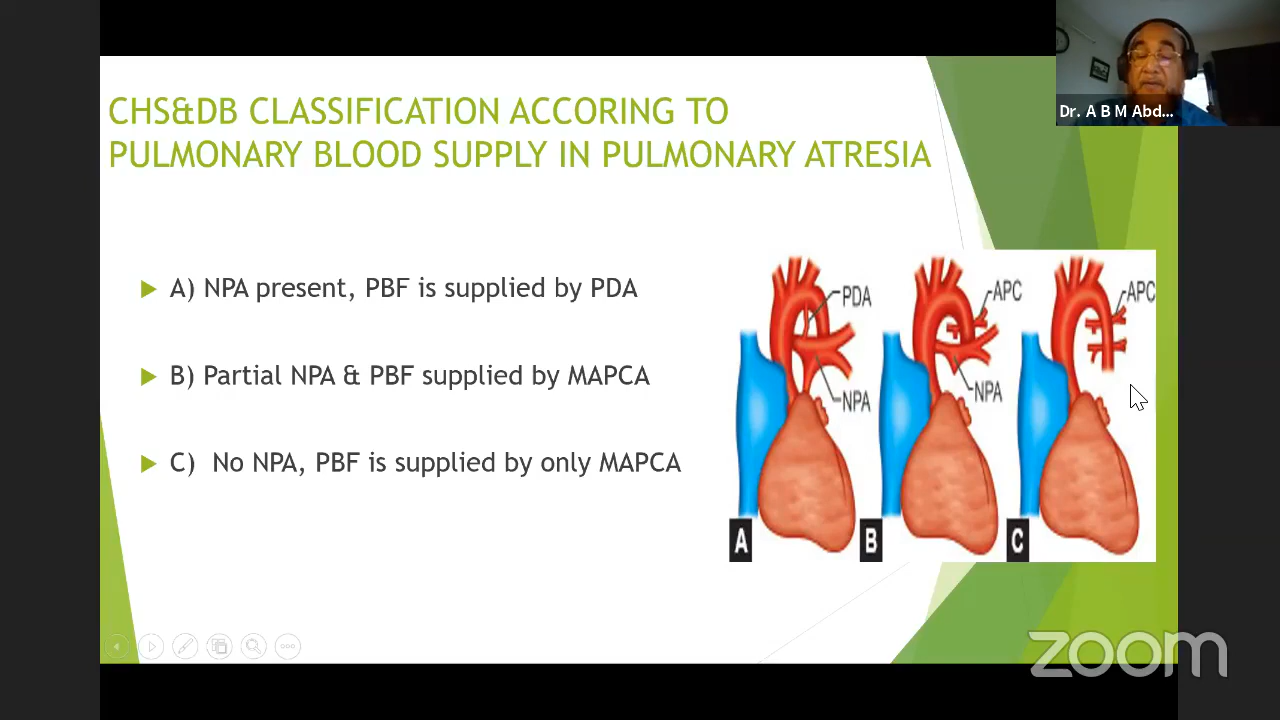 CHS&DB CLASSIFICATION ACCORING TO
PULMONARY BLOOD SUPPLY IN PULMONARY ATRESIA
Dr. A B M Abd...
A) NPA present, PBF is supplied by PDA
B) Partial NPA & PBF supplied by MAPCA
C) No NPA, PBF is supplied by only MAPCA
PDA
NPA
A
APC
NPA
B
APC
C
zoom